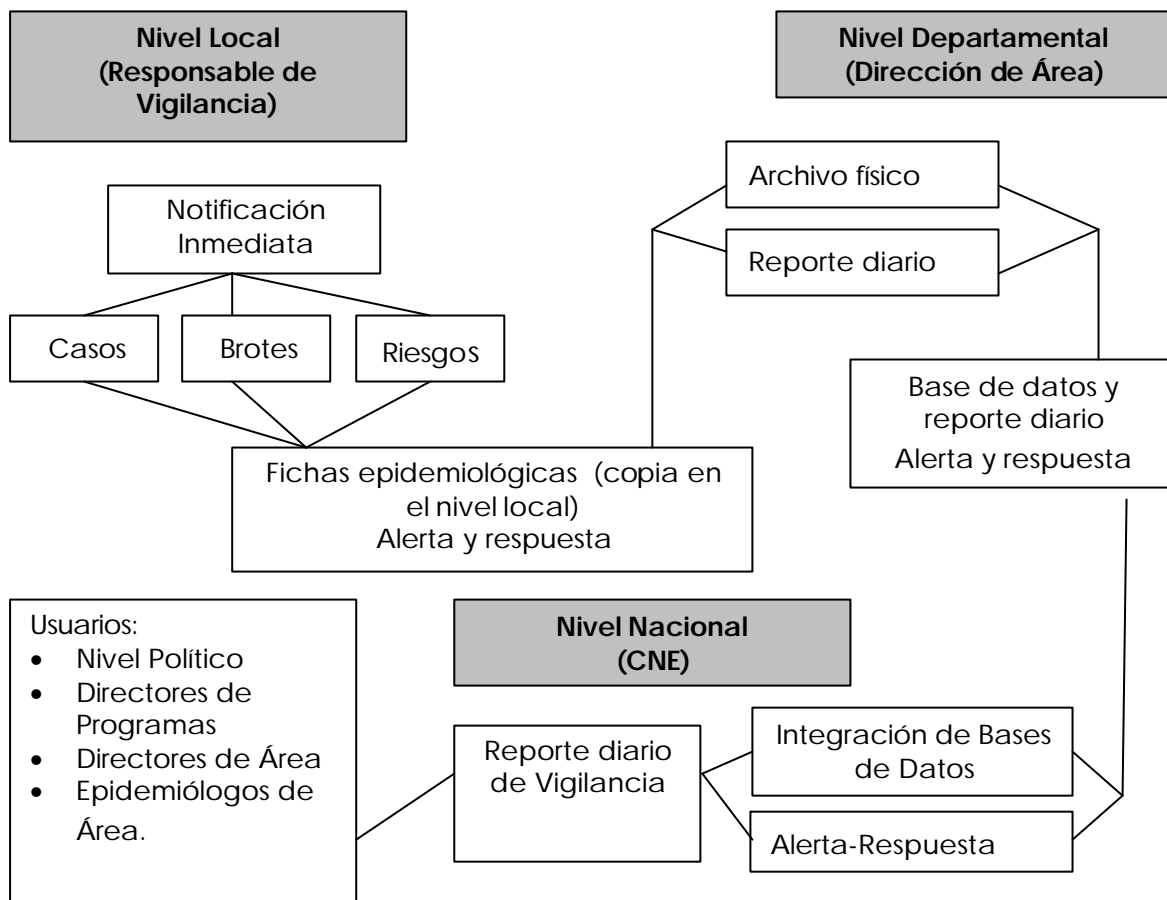 Nivel Local
(Responsable de
Vigilancia)
Nivel Departamental
(Dirección de Área)
Notificación
Inmediata
Casos
Brotes
Riesgos
Fichas epidemiológicas (copia en
el nivel local)
Alerta y respuesta
Archivo físico
Reporte diario
Base de datos y
reporte diario
Alerta y respuesta
Nivel Nacional
(CNE)
Integración de Bases
de Datos
Alerta-Respuesta
Reporte diario
de Vigilancia
Usuarios:
• Nivel Político
• Directores de
Programas
• Directores de Área
• Epidemiólogos de
Área.